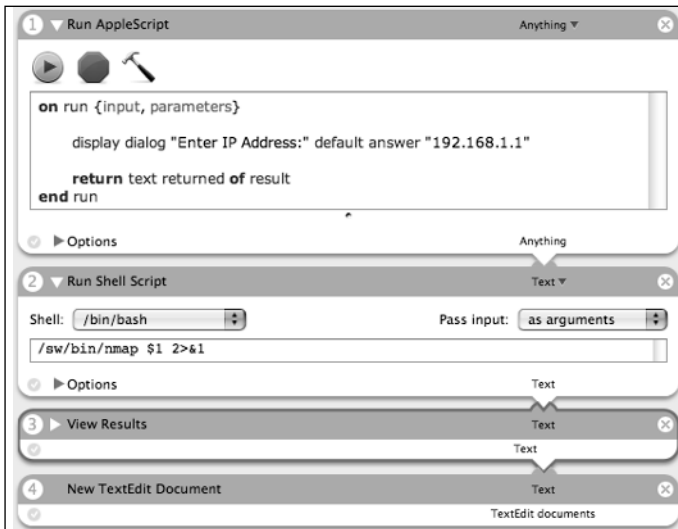 1 Run AppleScript Anything
on run {input, parameters}
display dialog "Enter IP Address:" default answer "192.168.1.1"
return text returned of result
end run
Options Anything
2 Run Shell Script Text
Shell: /bin/bash Pass input: as arguments
/sw/bin/nmap $1 2>&1
Options Text
3 View Results Text
Text
4 New TextEdit Document Text
TextEdit documents